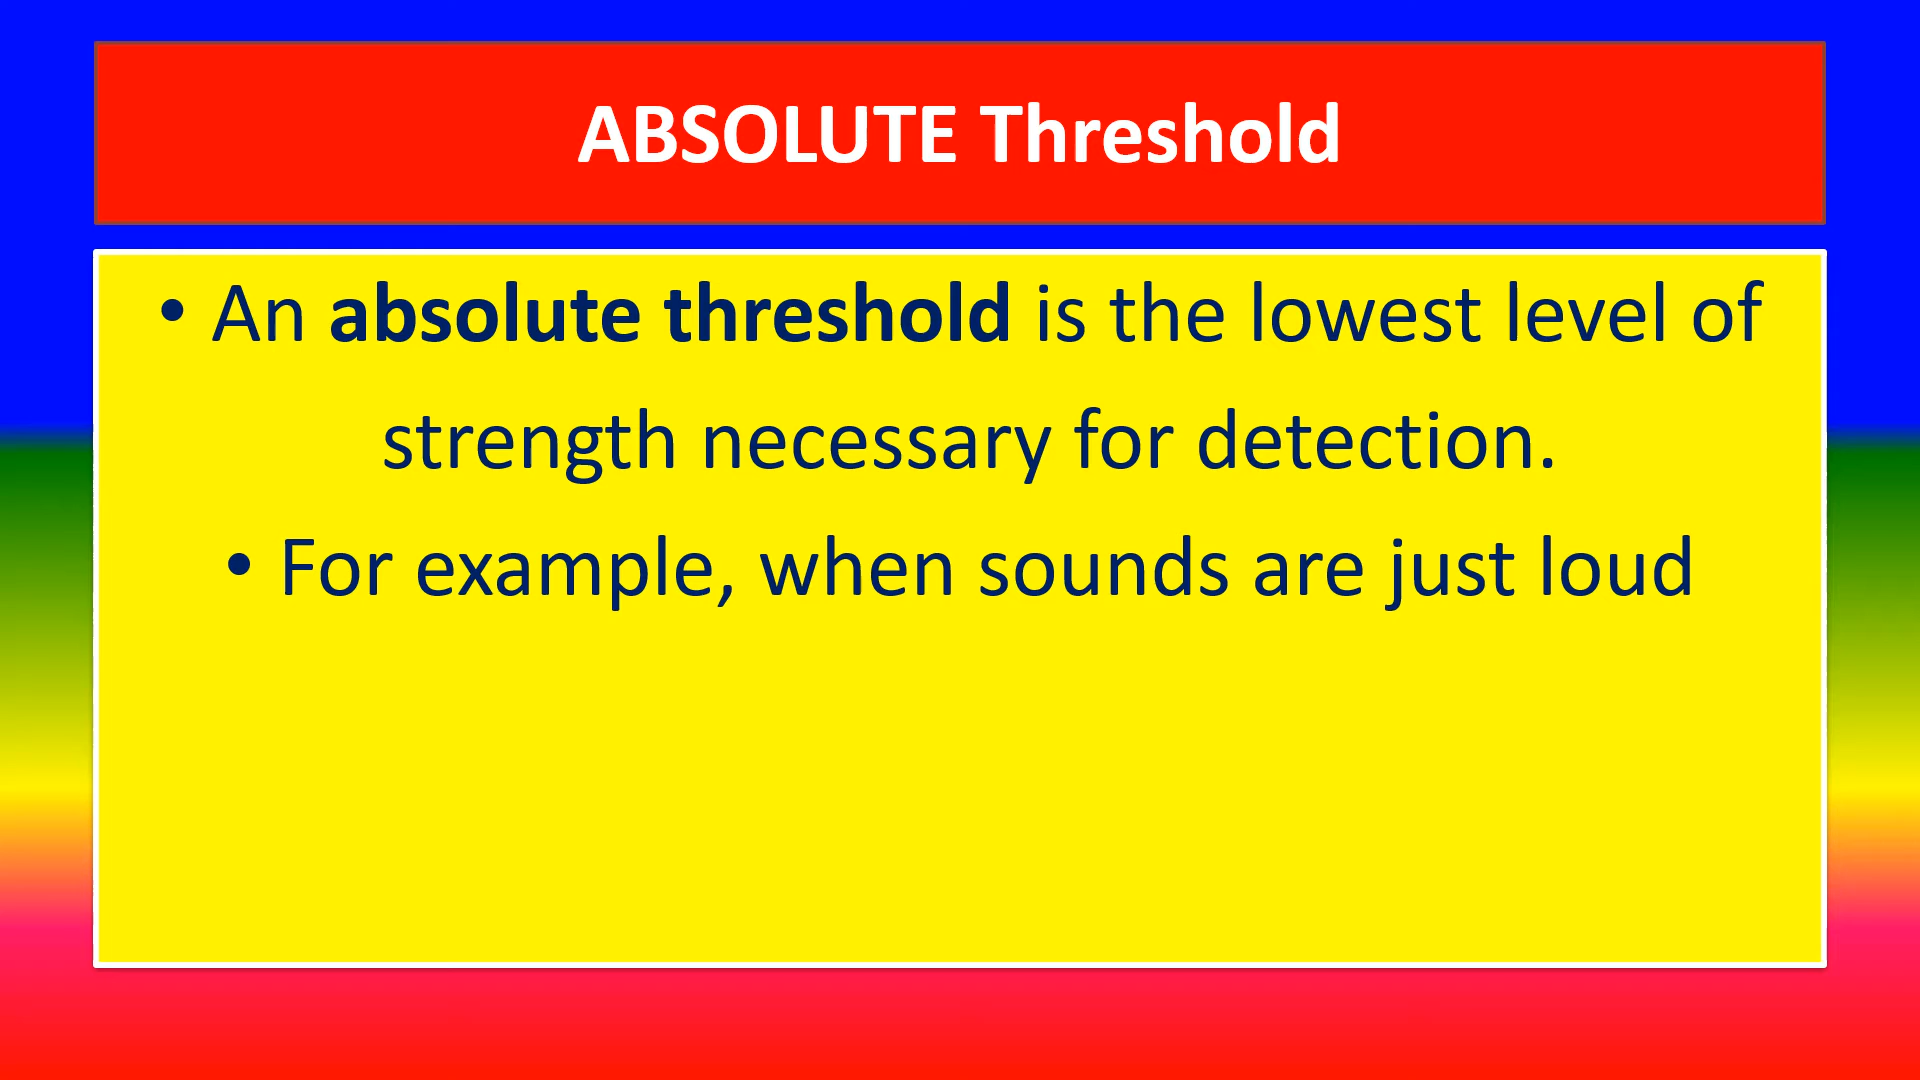 ABSOLUTE Threshold
• An absolute threshold is the lowest level of
strength necessary for detection.
• For example, when sounds are just loud